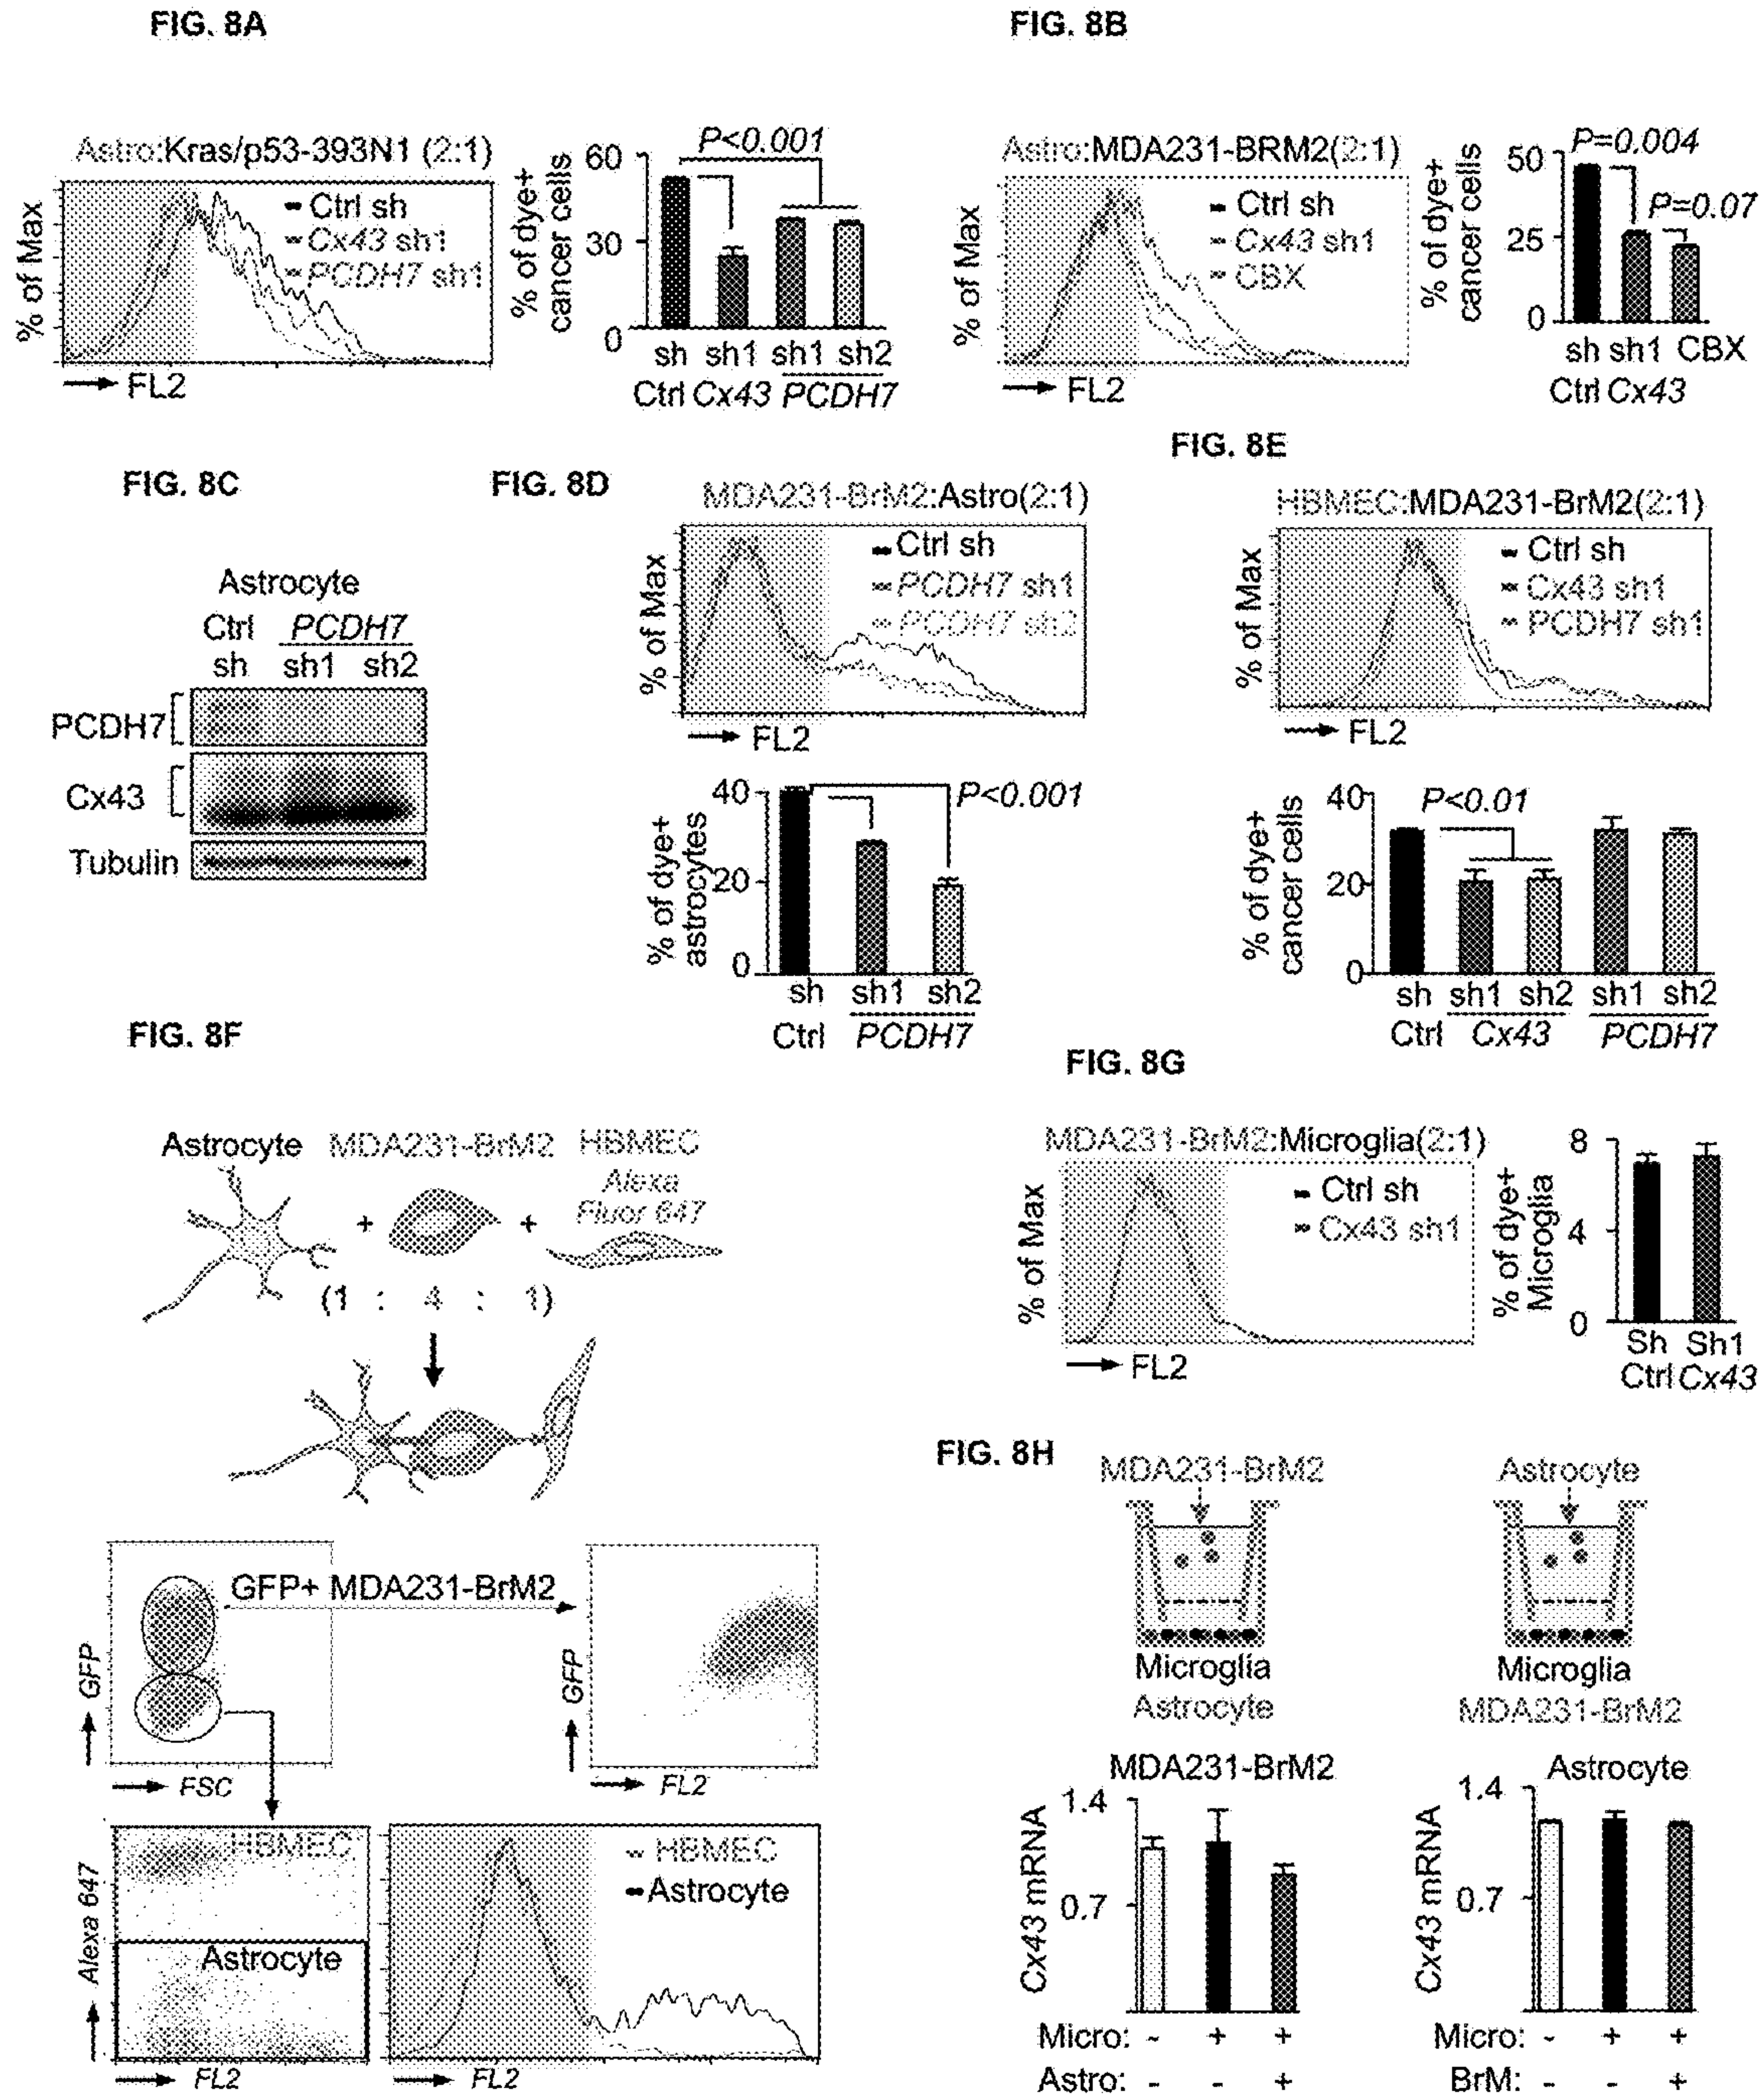 FIG. 8A
Astro:Kras/p53-393N1 (2:1)
% of Max
Ctrl sh
Cx43 sh1
PCDH7 sh1
FL2
% of dye+
cancer cells
60
30
0
P<0.001
sh sh1 sh1 sh2
Ctrl Cx43 PCDH7
FIG. 8B
Astro:MDA231-BRM2(2:1)
% of Max
Ctrl sh
Cx43 sh1
CBX
FL2
% of dye+
cancer cells
50
25
0
P=0.004
P=0.07
sh sh1 CBX
Ctrl Cx43
FIG. 8C
Astrocyte
Ctrl PCDH7
sh sh1 sh2
PCDH7
Cx43
Tubulin
FIG. 8D
MDA231-BrM2:Astro(2:1)
% of Max
Ctrl sh
PCDH7 sh1
PCDH7 sh2
FL2
% of dye+
astrocytes
40
20
0
P<0.001
sh sh1 sh2
Ctrl PCDH7
FIG. 8E
HBMEC:MDA231-BrM2(2:1)
% of Max
Ctrl sh
Cx43 sh1
PCDH7 sh1
FL2
% of dye+
cancer cells
40
20
0
P<0.01
sh sh1 sh2 sh1 sh2
Ctrl Cx43 PCDH7
FIG. 8F
Astrocyte MDA231-BrM2 HBMEC
Alexa
Fluor 647
+ +
(1 : 4 : 1)
GFP+ MDA231-BrM2
GFP
FSC
GFP
FL2
HBMEC
Astrocyte
Alexa 647
FL2
HBMEC
Astrocyte
FL2
FIG. 8G
MDA231-BrM2:Microglia(2:1)
% of Max
Ctrl sh
Cx43 sh1
FL2
% of dye+
Microglia
8
4
0
Sh Sh1
Ctrl Cx43
FIG. 8H
MDA231-BrM2
Microglia
Astrocyte
Astrocyte
Microglia
MDA231-BrM2
MDA231-BrM2
Cx43 mRNA
1.4
0.7
Micro: - + +
Astro: - - +
Astrocyte
Cx43 mRNA
1.4
0.7
Micro: - + +
BrM: - - +